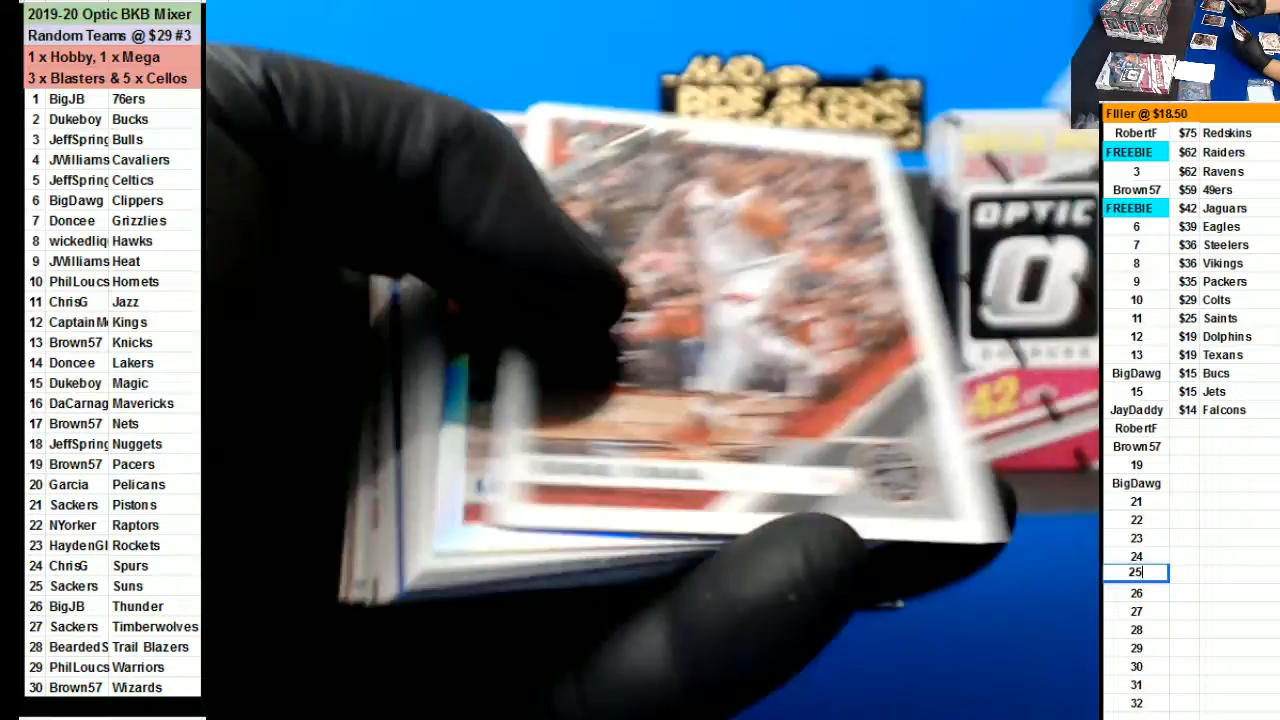 2019-20 Optic BKB Mixer
Random Teams @ $29 #3
1 x Hobby, 1 x Mega
3 x Blasters & 5 x Cellos
1 BigJB 76ers
2 Dukeboy Bucks
3 JeffSpring Bulls
4 JWilliams Cavaliers
5 JeffSpring Celtics
6 BigDawg Clippers
7 Doncee Grizzlies
8 wickedliq Hawks
9 JWilliams Heat
10 PhilLoucs Hornets
11 ChrisG Jazz
12 CaptainM Kings
13 Brown57 Knicks
14 Doncee Lakers
15 Dukeboy Magic
16 DaCarnag Mavericks
17 Brown57 Nets
18 JeffSpring Nuggets
19 Brown57 Pacers
20 Garcia Pelicans
21 Sackers Pistons
22 NYorker Raptors
23 HaydenGl Rockets
24 ChrisG Spurs
25 Sackers Suns
26 BigJB Thunder
27 Sackers Timberwolves
28 BeardedS Trail Blazers
29 PhilLoucs Warriors
30 Brown57 Wizards
BREAKERS
OPTIC
42
Filler @ $18.50
RobertF $75 Redskins
FREEBIE $62 Raiders
3 $62 Ravens
Brown57 $59 49ers
FREEBIE $42 Jaguars
6 $39 Eagles
7 $36 Steelers
8 $36 Vikings
9 $35 Packers
10 $29 Colts
11 $25 Saints
12 $19 Dolphins
13 $19 Texans
BigDawg $15 Bucs
15 $15 Jets
JayDaddy $14 Falcons
RobertF
Brown57
19
BigDawg
21
22
23
24
25
26
27
28
29
30
31
32